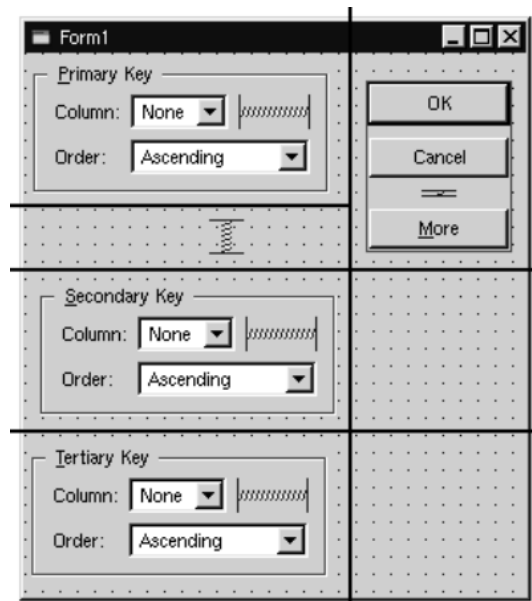 Form1
Primary Key
Column: None
Order: Ascending
OK
Cancel
More
Secondary Key
Column: None
Order: Ascending
Tertiary Key
Column: None
Order: Ascending